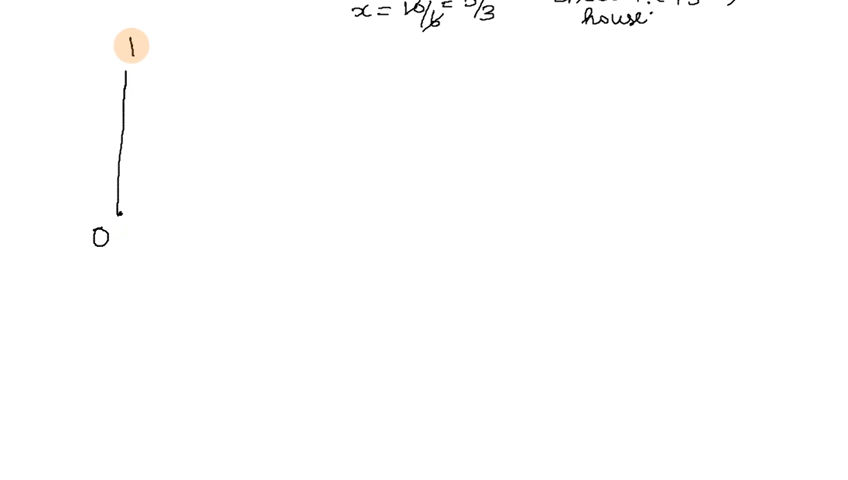 x = 10/6 = 5/3
house.
1
0